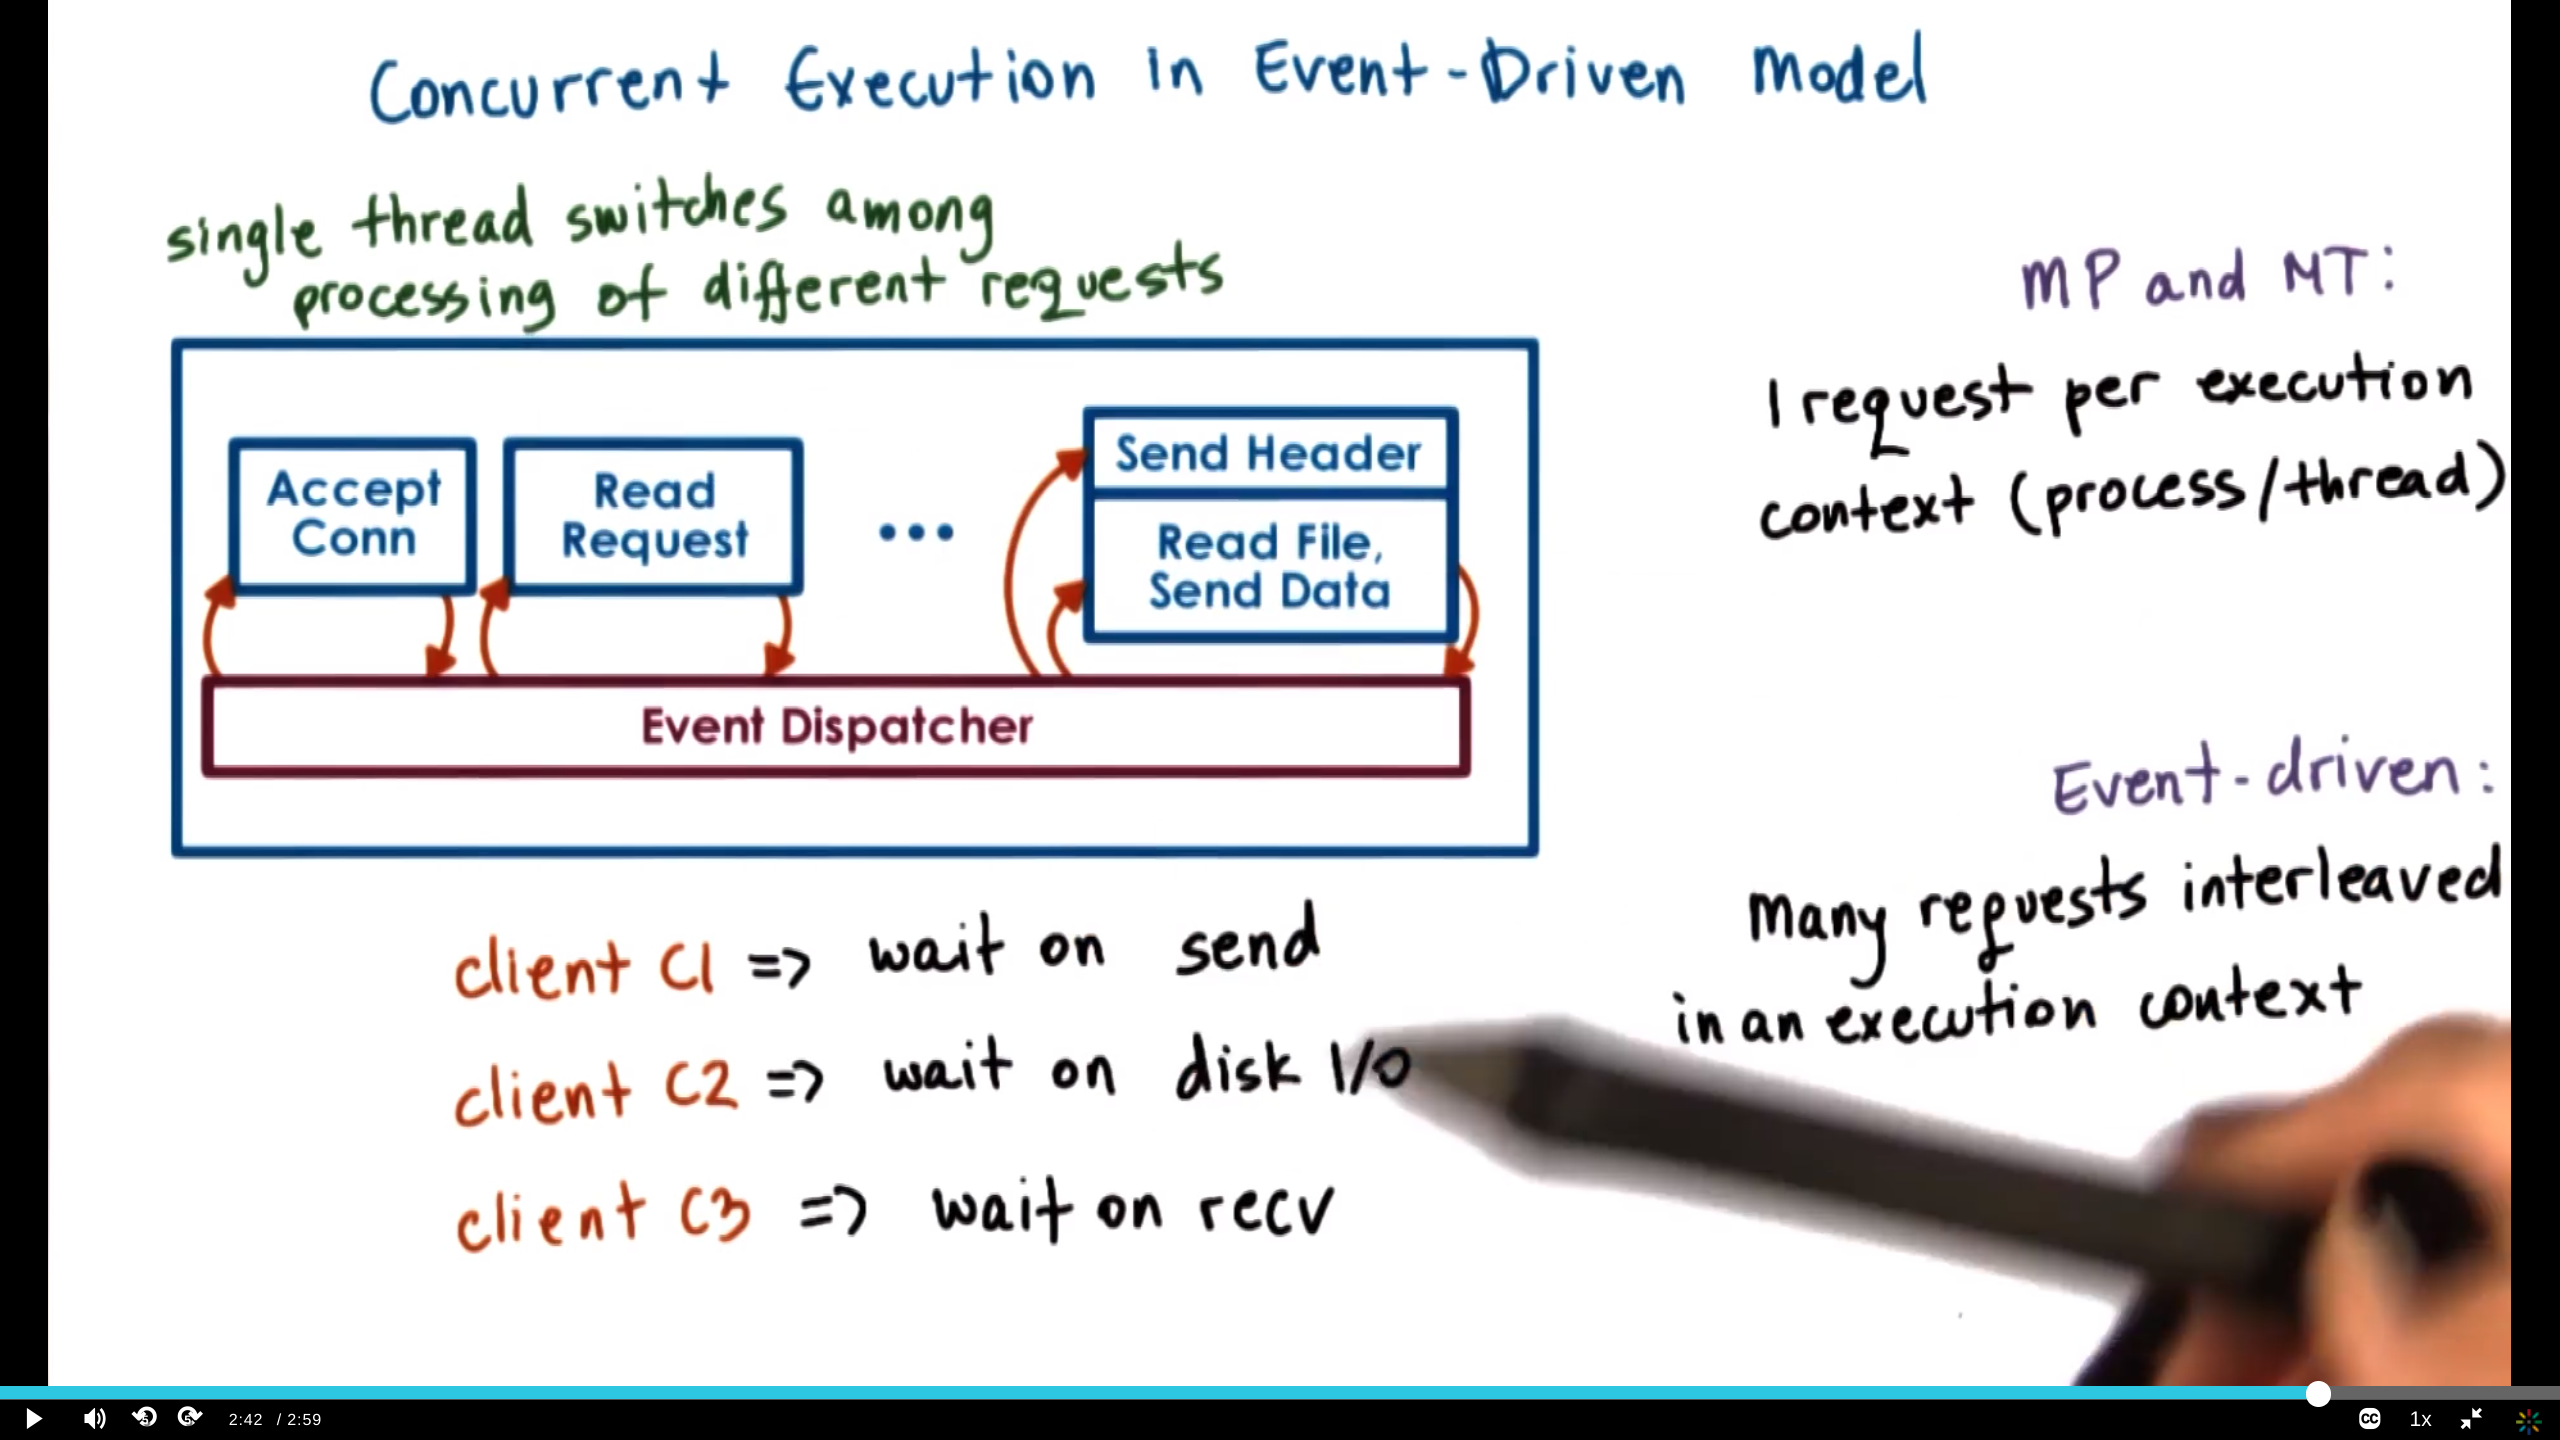 Concurrent Execution in Event-Driven Model
single thread switches among
processing of different requests
Accept
Conn
Read
Request
...
Send Header
Read File,
Send Data
Event Dispatcher
MP and MT:
1 request per execution
context (process/thread)
Event-driven:
Many requests interleaved
in an execution context
client C1 => wait on send
client C2 => wait on disk I/O
client C3 => wait on recv
2:42 / 2:59
CC
1x